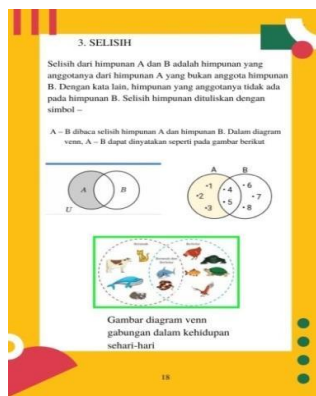 3. SELISIH
Selisih dari himpunan A dan B adalah himpunan yang
anggotanya dari himpunan A yang bukan anggota himpunan
B. Dengan kata lain, himpunan yang anggotanya tidak ada
pada himpunan B. Selisih himpunan dituliskan dengan
simbol –
A – B dibaca selisih himpunan A dan himpunan B. Dalam diagram
venn, A – B dapat dinyatakan seperti pada gambar berikut
A B
U
A B
•1 •4 •6
•2 •7
•3 •5 •8
Gambar diagram venn
gabungan dalam kehidupan
sehari-hari
18